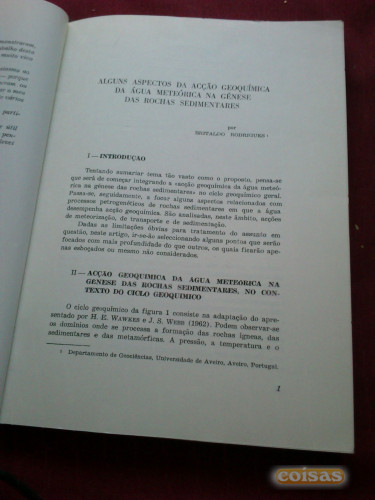 ALGUNS ASPECTOS DA ACÇÃO GEOQUÍMICA
DA ÁGUA METEÓRICA NA GÉNESE
DAS ROCHAS SEDIMENTARES
por
RODRIGUES ¹
I — INTRODUÇÃO
Tentando sumariar tema tão vasto como o proposto, pensa-se
que será de começar integrando a «acção geoquímica da água meteó-
rica na génese das rochas sedimentares» no ciclo geoquímico geral.
Passa-se, seguidamente, a focar alguns aspectos relacionados com
processos petrogenéticos de rochas sedimentares em que a água
desempenha acção geoquímica. São analisadas, neste âmbito, acções
de meteorização, de transporte e de diagénese.
Dadas as limitações óbvias para tratamento do assunto em
questão, neste artigo, ir-se-ão seleccionando alguns pontos que serão
focados com mais profundidade do que outros, os quais ficarão ape-
nas esboçados ou mesmo não considerados.
II — ACÇÃO GEOQUÍMICA DA ÁGUA METEÓRICA NA
GÉNESE DAS ROCHAS SEDIMENTARES, NO CON-
TEXTO DO CICLO GEOQUÍMICO
O ciclo geoquímico da figura 1 consiste na adaptação do apre-
sentado por H. E. WAWKES e J. S. WEBB (1962). Podem observar-se
os domínios onde se processa a formação das rochas ígneas, das
sedimentares e das metamórficas. A pressão, a temperatura e o
¹ Departamento de Geociências, Universidade de Aveiro, Aveiro, Portugal.
1
coisas